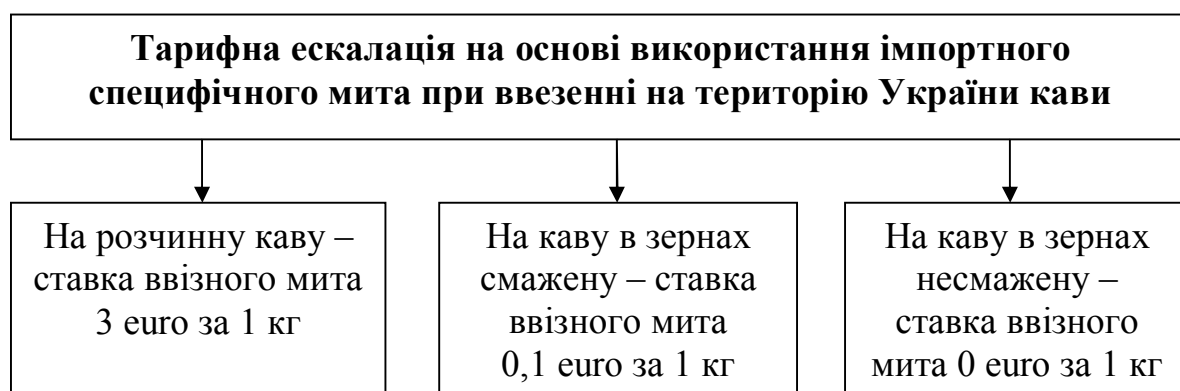 Тарифна ескалація на основі використання імпортного
специфічного мита при ввезенні на територію України кави
На розчинну каву –
ставка ввізного мита
3 euro за 1 кг
На каву в зернах
смажену – ставка
ввізного мита
0,1 euro за 1 кг
На каву в зернах
несмажену –
ставка ввізного
мита 0 euro за 1 кг